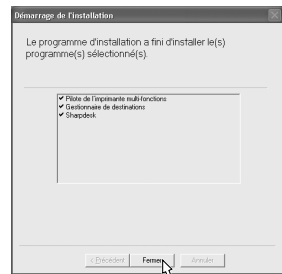 Démarrage de l'installation
Le programme d'installation a fini d'installer le(s)
programme(s) sélectionné(s).
Pilote de l'imprimante multi-fonctions
Gestionnaire de destinations
Sharpdesk
< Précédent Fermer Annuler